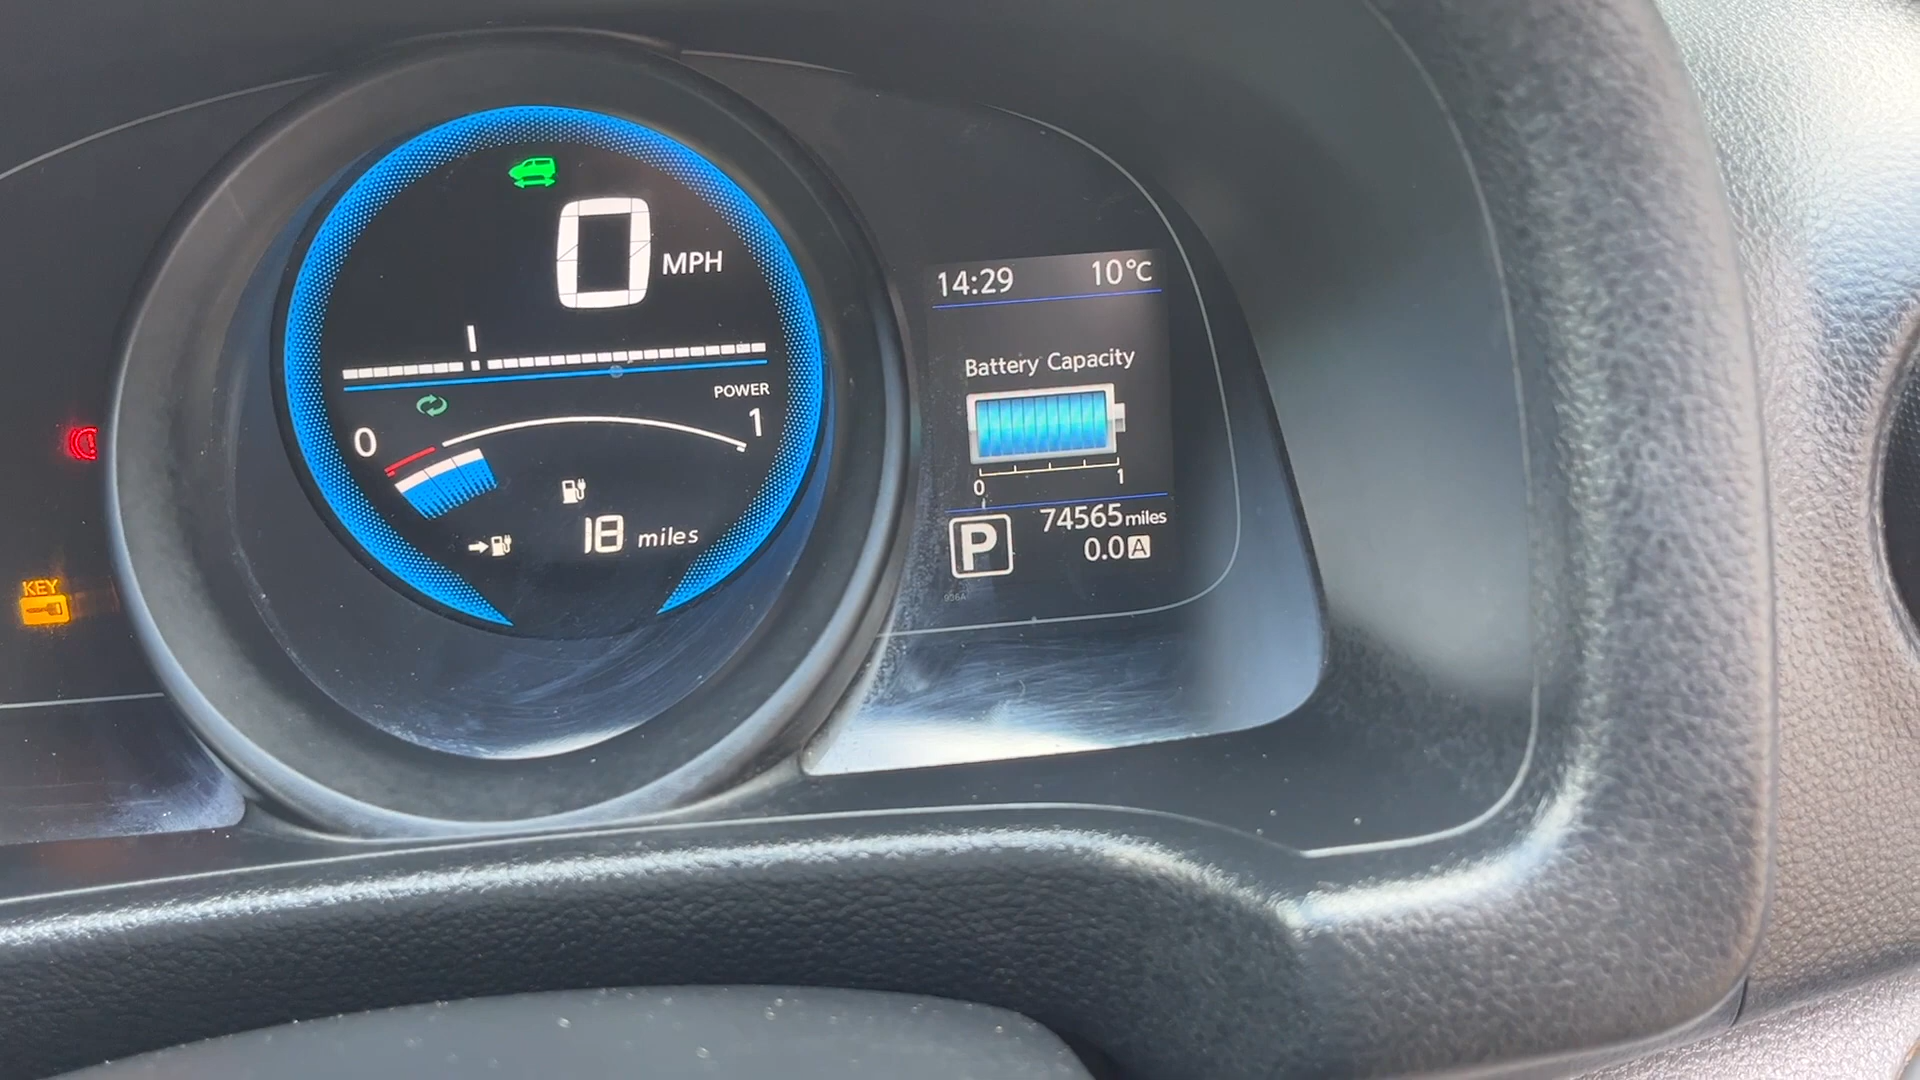 0 MPH
POWER
0 1
18 miles
KEY
14:29 10°C
Battery Capacity
0 1
P 74565 miles
0.0 A